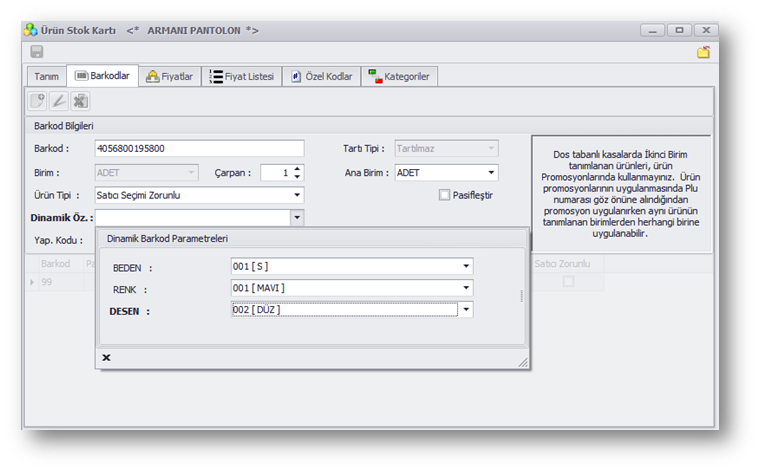 Ürün Stok Kartı <* ARMANI PANTOLON *>
Tanım Barkodlar Fiyatlar Fiyat Listesi Özel Kodlar Kategoriler
Barkod Bilgileri
Barkod : 4056800195800 Tartı Tipi : Tartılmaz
Birim : ADET Çarpan : 1 Ana Birim : ADET
Ürün Tipi : Satıcı Seçimi Zorunlu Pasifleştir
Dinamik Öz. :
Yap. Kodu :
Dos tabanlı kasalarda İkinci Birim
tanımlanan ürünleri, ürün
Promosyonlarında kullanmayınız. Ürün
promosyonlarının uygulanmasında Plu
numarası göz önüne alındığından
promosyon uygulanırken aynı ürünün
tanımlanan birimlerden herhangi birine
uygulanabilir.
Dinamik Barkod Parametreleri
BEDEN : 001 [ S ]
RENK : 001 [ MAVI ]
DESEN : 002 [ DÜZ ]
Barkod Pa Satıcı Zorunlu
99